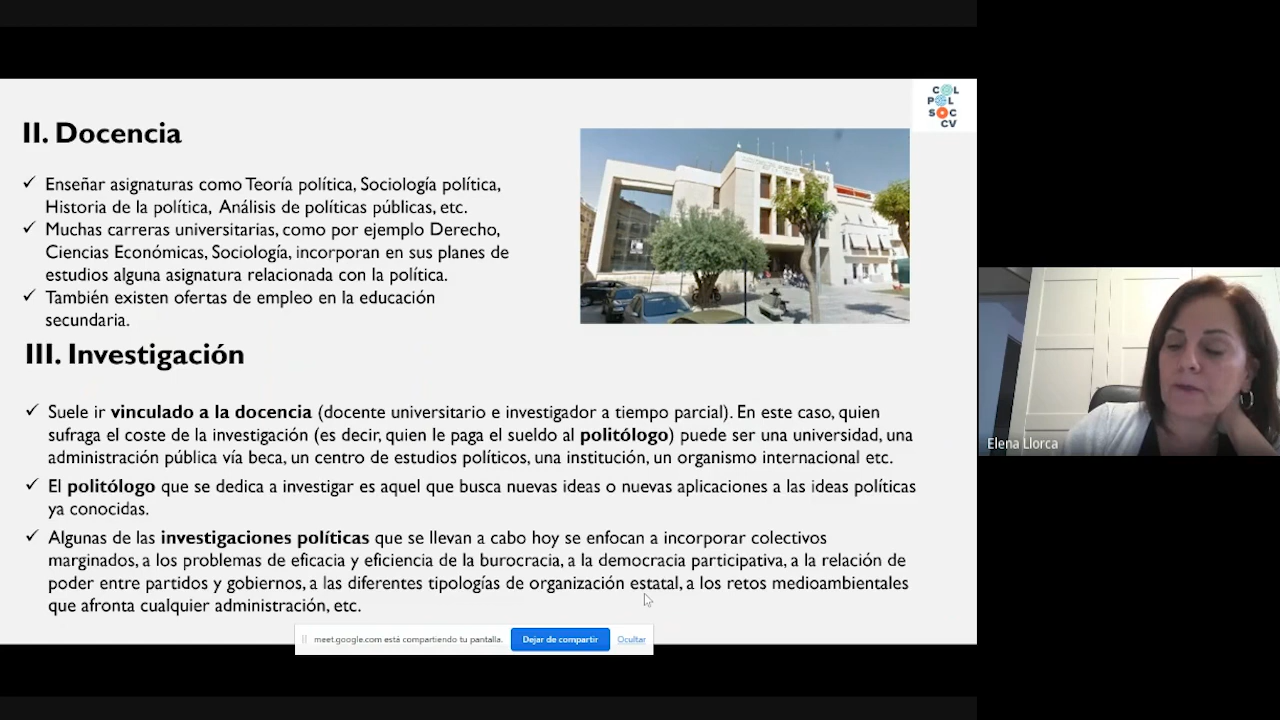 COL
POL
SOC
CV
II. Docencia
✓ Enseñar asignaturas como Teoría política, Sociología política,
Historia de la política, Análisis de políticas públicas, etc.
✓ Muchas carreras universitarias, como por ejemplo Derecho,
Ciencias Económicas, Sociología, incorporan en sus planes de
estudios alguna asignatura relacionada con la política.
✓ También existen ofertas de empleo en la educación
secundaria.
III. Investigación
✓ Suele ir vinculado a la docencia (docente universitario e investigador a tiempo parcial). En este caso, quien
sufraga el coste de la investigación (es decir, quien le paga el sueldo al politólogo) puede ser una universidad, una
administración pública vía beca, un centro de estudios políticos, una institución, un organismo internacional etc.
✓ El politólogo que se dedica a investigar es aquel que busca nuevas ideas o nuevas aplicaciones a las ideas políticas
ya conocidas.
✓ Algunas de las investigaciones políticas que se llevan a cabo hoy se enfocan a incorporar colectivos
marginados, a los problemas de eficacia y eficiencia de la burocracia, a la democracia participativa, a la relación de
poder entre partidos y gobiernos, a las diferentes tipologías de organización estatal, a los retos medioambientales
que afronta cualquier administración, etc.
meet.google.com está compartiendo tu pantalla. Dejar de compartir Ocultar
Elena Llorca